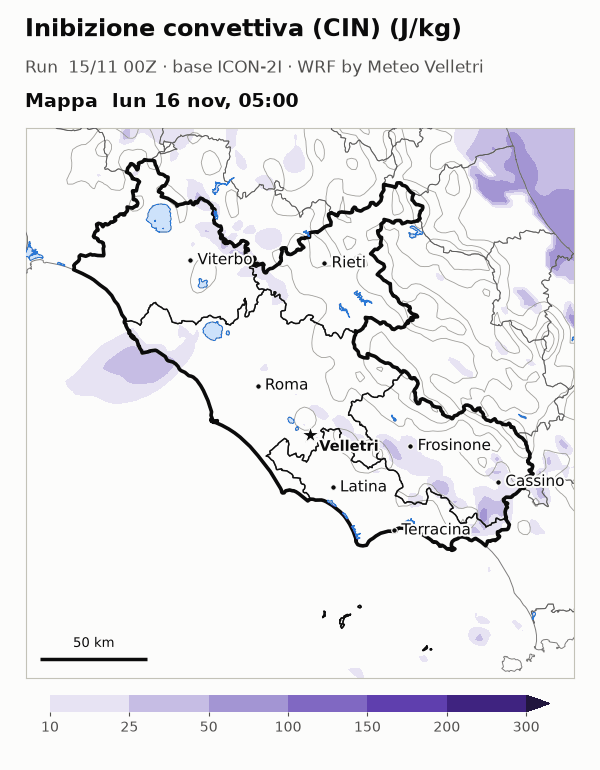 Inibizione convettiva (CIN) (J/kg)
Run 15/11 00Z · base ICON-2I · WRF by Meteo Velletri
Mappa lun 16 nov, 05:00
Viterbo
Rieti
Roma
Velletri
Frosinone
Cassino
Latina
Terracina
50 km
10 25 50 100 150 200 300